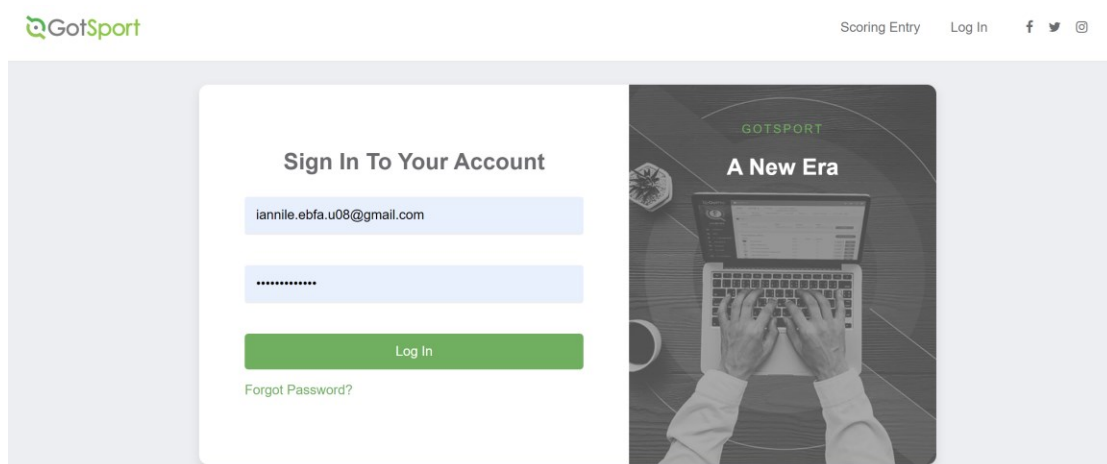 GotSport
Scoring Entry Log In
Sign In To Your Account
iannile.ebfa.u08@gmail.com
•••••••••••••
Log In
Forgot Password?
GOTSPORT
A New Era